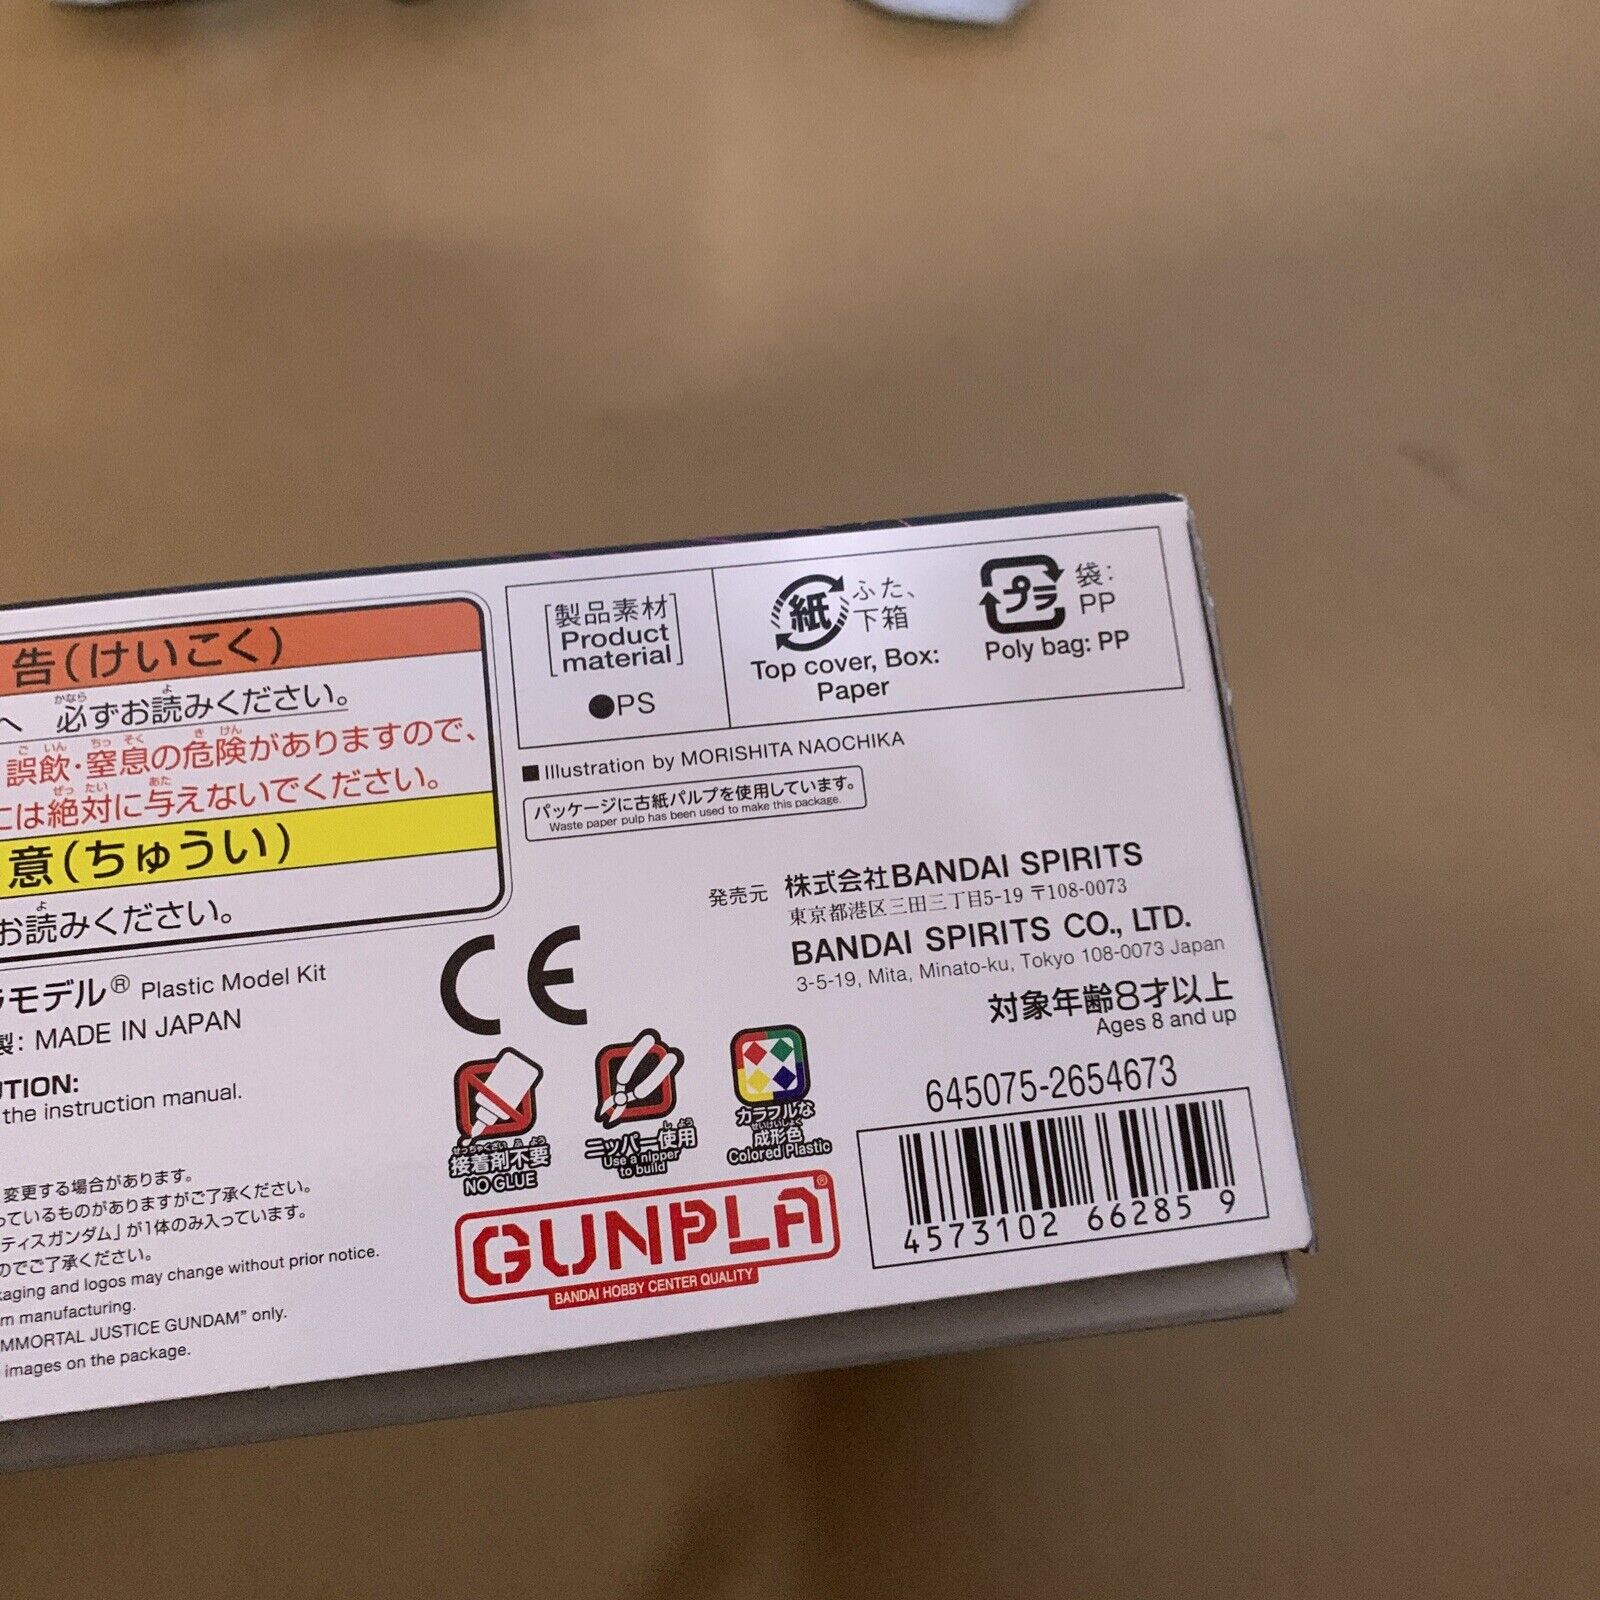 告(けいこく)
へ 必ずお読みください。
誤飲・窒息の危険がありますので、
には絶対に与えないでください。
意(ちゅうい)
お読みください。
ラモデル® Plastic Model Kit
製: MADE IN JAPAN
UTION:
the instruction manual.
変更する場合があります。
っているものがありますがご了承ください。
ティスガンダム」が1体のみ入っています。
のでご了承ください。
kaging and logos may change without prior notice.
m manufacturing.
MMORTAL JUSTICE GUNDAM" only.
images on the package.
[製品素材
Product
material]
●PS
紙 ふた、
下箱
Top cover, Box:
Paper
プラ 袋:
PP
Poly bag: PP
■Illustration by MORISHITA NAOCHIKA
パッケージに古紙パルプを使用しています。
Waste paper pulp has been used to make this package.
発売元 株式会社BANDAI SPIRITS
東京都港区三田三丁目5-19 〒108-0073
BANDAI SPIRITS CO., LTD.
3-5-19, Mita, Minato-ku, Tokyo 108-0073 Japan
対象年齢8才以上
Ages 8 and up
CE
接着剤不要
NO GLUE
ニッパー使用
Use a nipper
to build
カラフルな
成形色
Colored Plastic
GUNPLA®
BANDAI HOBBY CENTER QUALITY
645075-2654673
4573102 66285 9